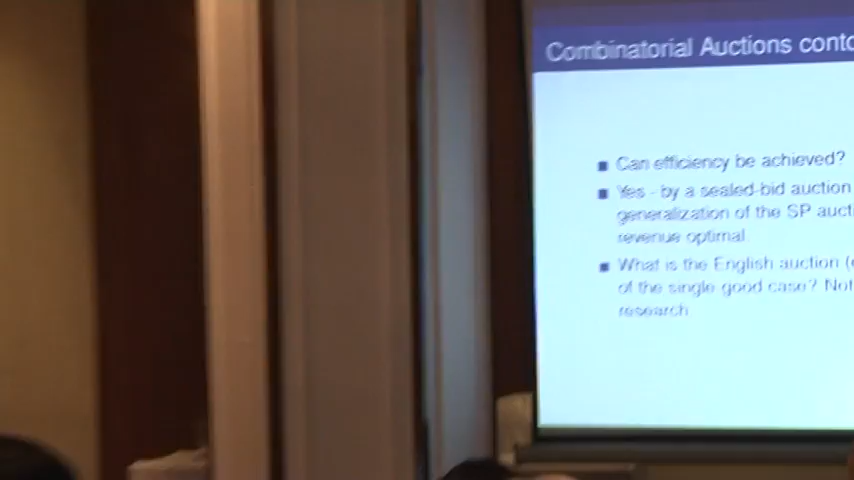 Combinatorial Auctions contd
Can efficiency be achieved?
Yes - by a sealed-bid auction
generalization of the SP aucti
revenue optimal.
What is the English auction (
of the single good case? Not
research